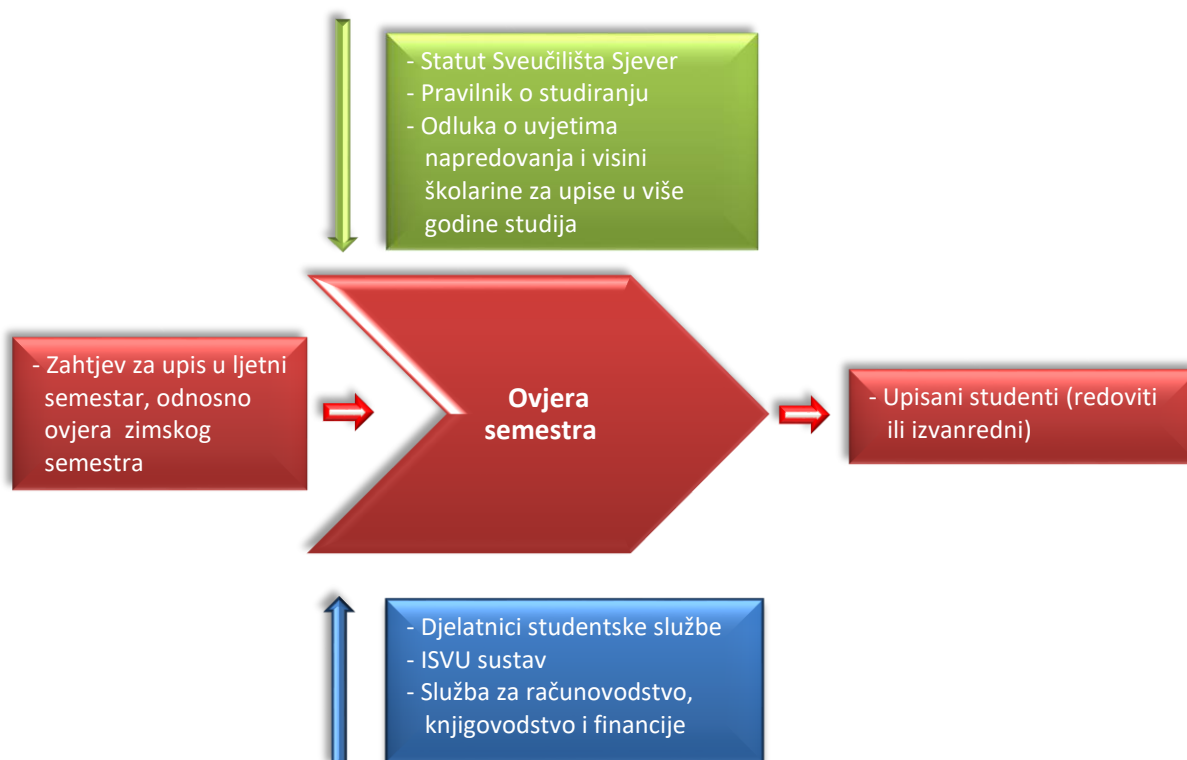 - Statut Sveučilišta Sjever
- Pravilnik o studiranju
- Odluka o uvjetima
napredovanja i visini
školarine za upise u više
godine studija
- Zahtjev za upis u ljetni
semestar, odnosno
ovjera zimskog
semestra
Ovjera
semestra
- Upisani studenti (redoviti
ili izvanredni)
- Djelatnici studentske službe
- ISVU sustav
- Služba za računovodstvo,
knjigovodstvo i financije